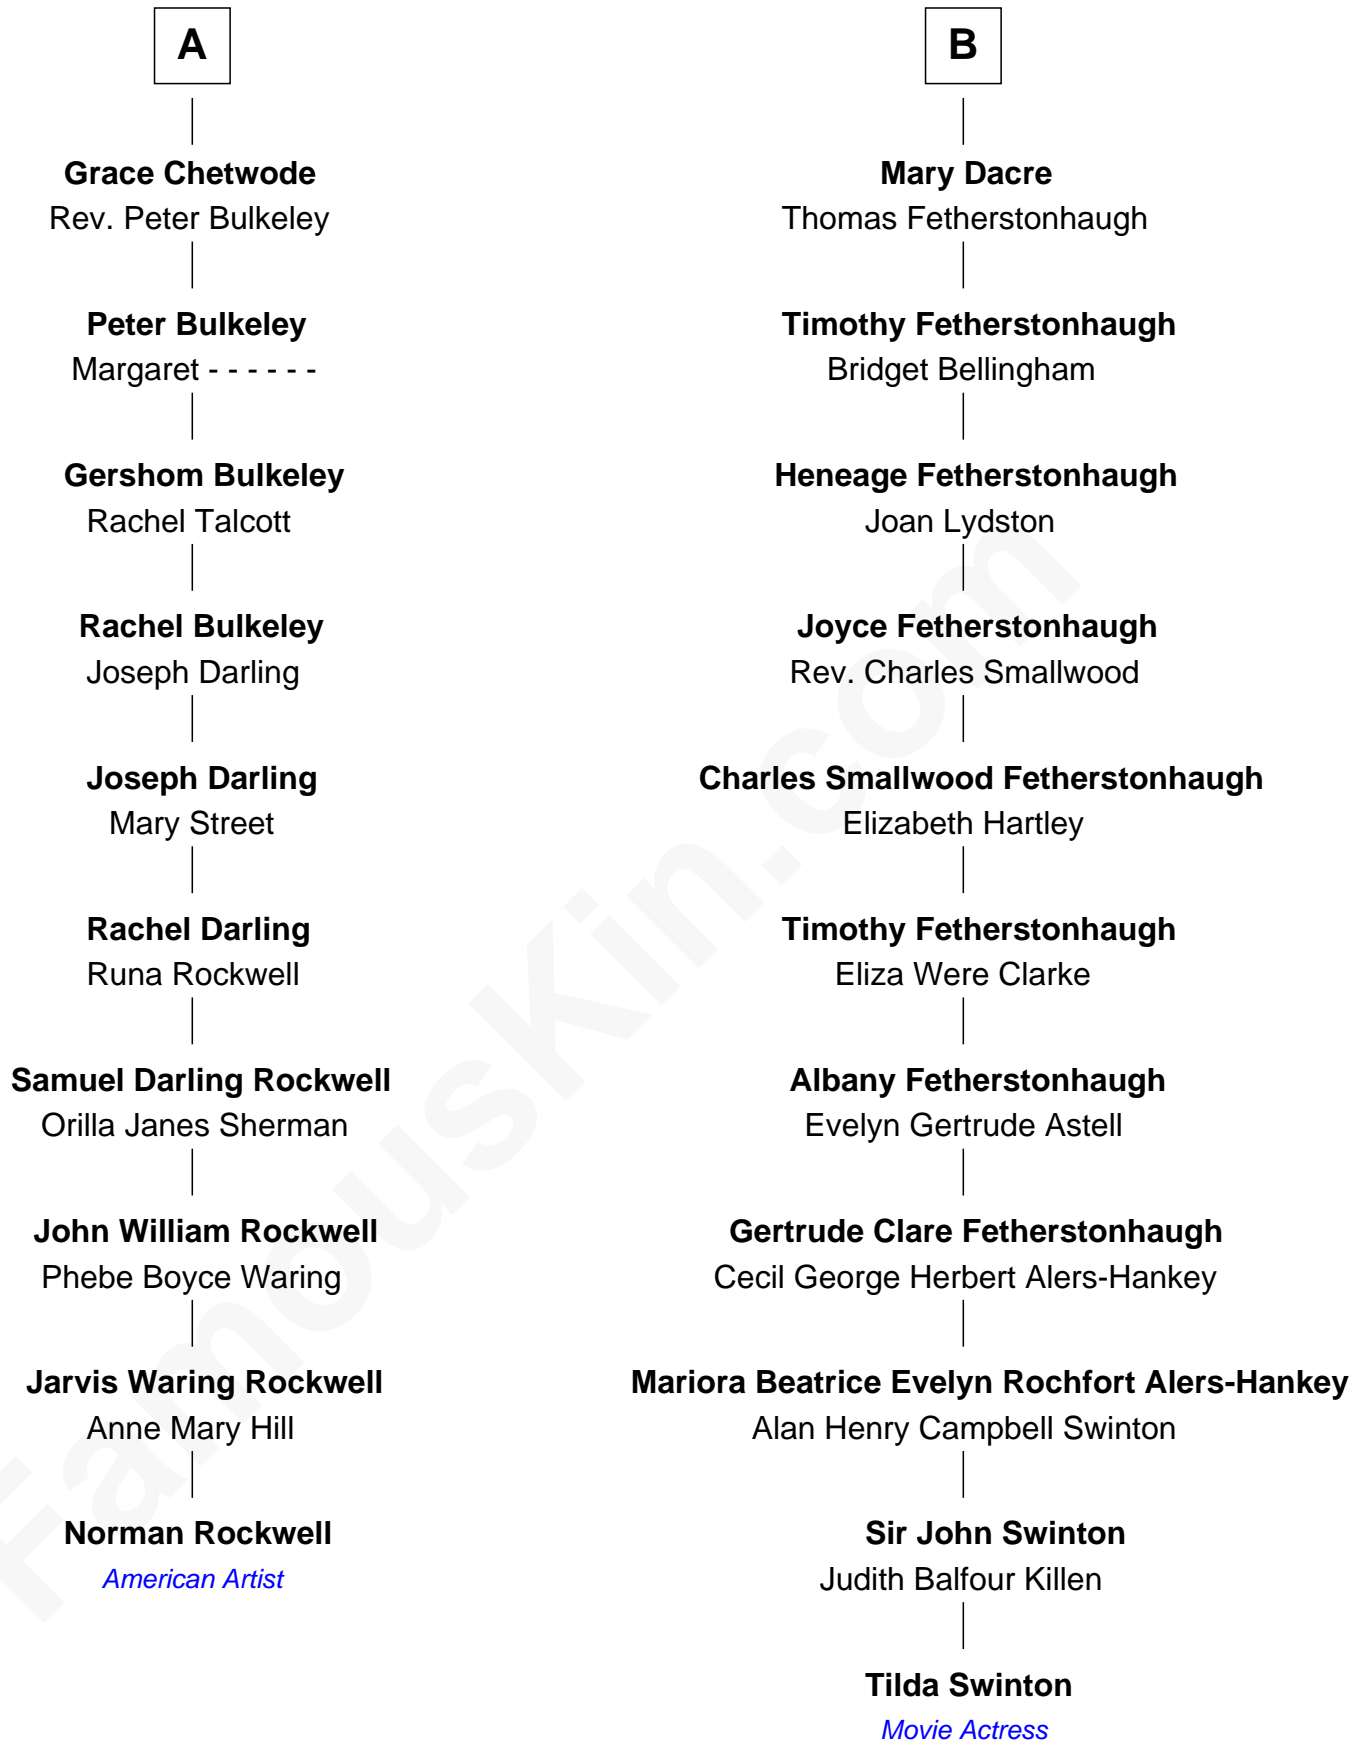 A
Grace Chetwode
Rev. Peter Bulkeley
Peter Bulkeley
Margaret - - - - - -
Gershom Bulkeley
Rachel Talcott
Rachel Bulkeley
Joseph Darling
Joseph Darling
Mary Street
Rachel Darling
Runa Rockwell
Samuel Darling Rockwell
Orilla Janes Sherman
John William Rockwell
Phebe Boyce Waring
Jarvis Waring Rockwell
Anne Mary Hill
Norman Rockwell
American Artist
B
Mary Dacre
Thomas Fetherstonhaugh
Timothy Fetherstonhaugh
Bridget Bellingham
Heneage Fetherstonhaugh
Joan Lydston
Joyce Fetherstonhaugh
Rev. Charles Smallwood
Charles Smallwood Fetherstonhaugh
Elizabeth Hartley
Timothy Fetherstonhaugh
Eliza Were Clarke
Albany Fetherstonhaugh
Evelyn Gertrude Astell
Gertrude Clare Fetherstonhaugh
Cecil George Herbert Alers-Hankey
Mariora Beatrice Evelyn Rochfort Alers-Hankey
Alan Henry Campbell Swinton
Sir John Swinton
Judith Balfour Killen
Tilda Swinton
Movie Actress
FamousKin.com